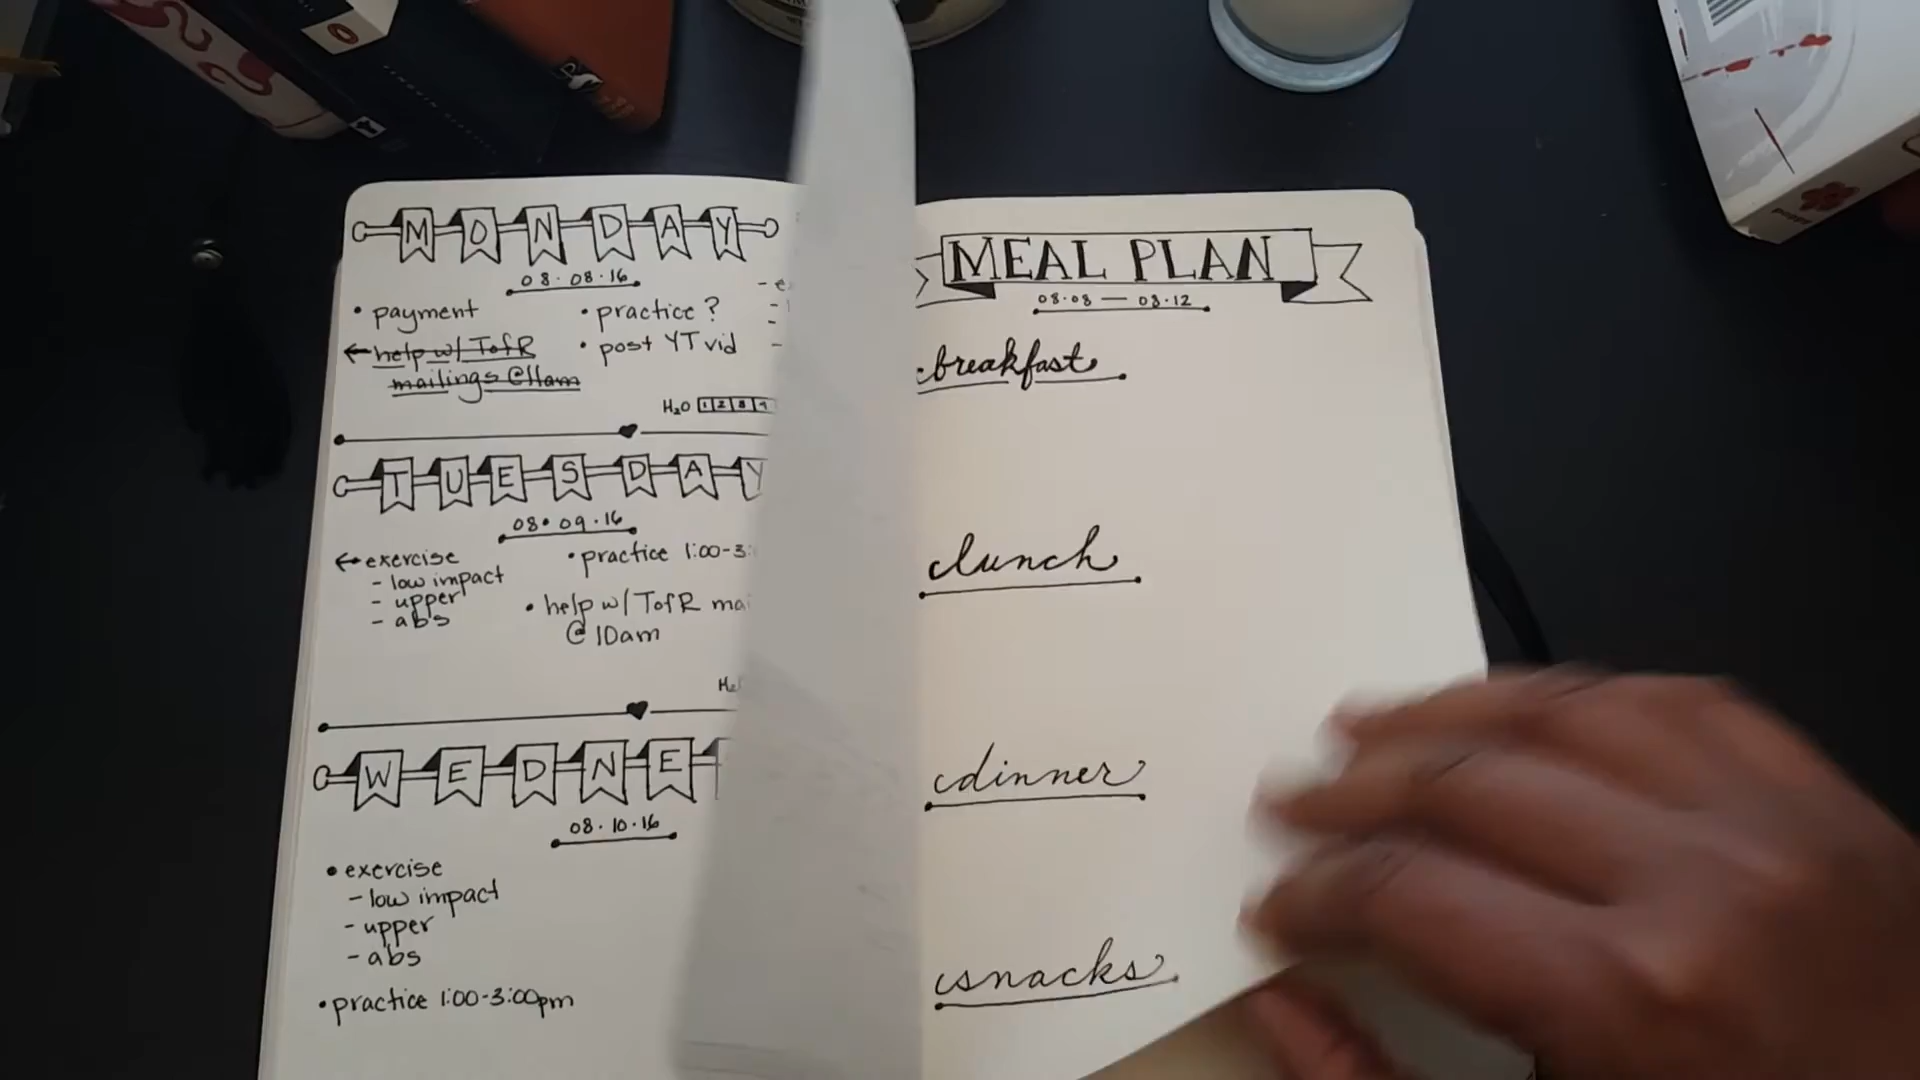 MONDAY
08·08·16
• payment
← help w/ TofR
mailings @ 11am
• practice?
• post YT vid
H₂O 1 2 3 4
TUESDAY
08•09·16
← exercise
- low impact
- upper
- abs
• practice 1:00-3:
• help w/ TofR
@ 10am
WEDNE
08·10·16
• exercise
- low impact
- upper
- abs
• practice 1:00-3:00pm
MEAL PLAN
08·08 — 08·12
breakfast
lunch
dinner
snacks